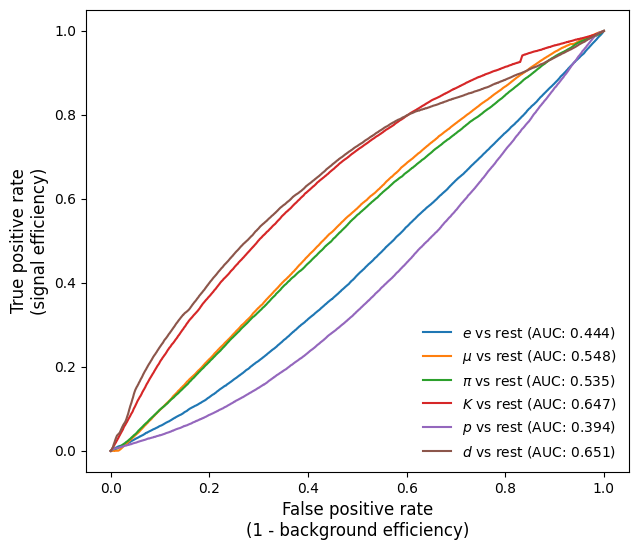 True positive rate
(signal efficiency)
1.0
0.8
0.6
0.4
0.2
0.0
e vs rest (AUC: 0.444)
μ vs rest (AUC: 0.548)
π vs rest (AUC: 0.535)
K vs rest (AUC: 0.647)
p vs rest (AUC: 0.394)
d vs rest (AUC: 0.651)
0.0 0.2 0.4 0.6 0.8 1.0
False positive rate
(1 - background efficiency)